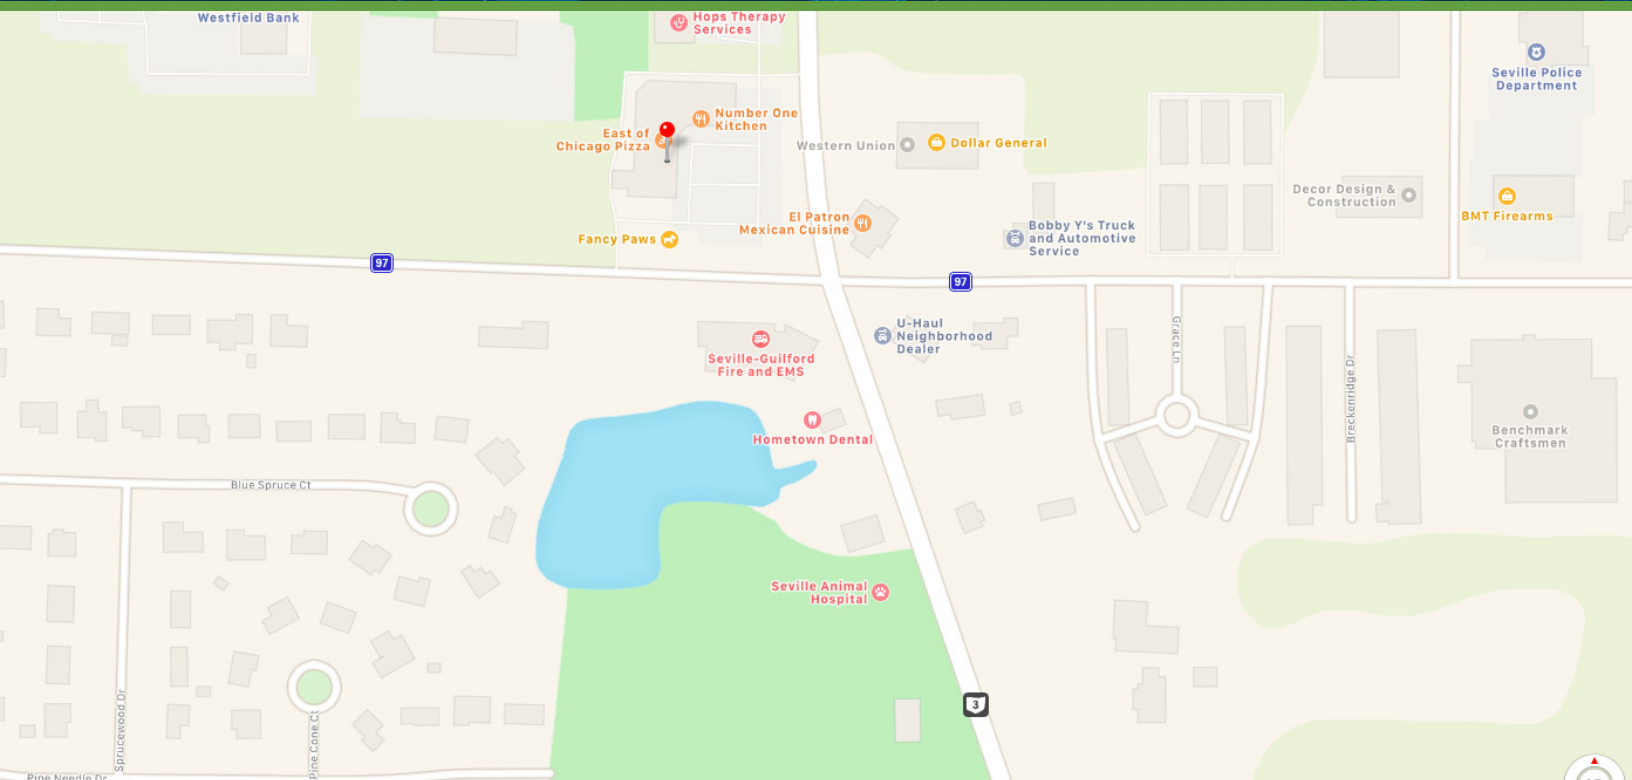 Westfield Bank
Hops Therapy
Services
Seville Police
Department
Number One
Kitchen
East of
Chicago Pizza
Western Union
Dollar General
Decor Design &
Construction
BMT Firearms
El Patron
Mexican Cuisine
Bobby Y's Truck
and Automotive
Service
Fancy Paws
97
97
U-Haul
Neighborhood
Dealer
Grace Ln
Seville-Guilford
Fire and EMS
Breckenridge Dr
Hometown Dental
Benchmark
Craftsmen
Blue Spruce Ct
Seville Animal
Hospital
3
Sprucewood Dr
Pine Cone Ct
Pine Needle Dr